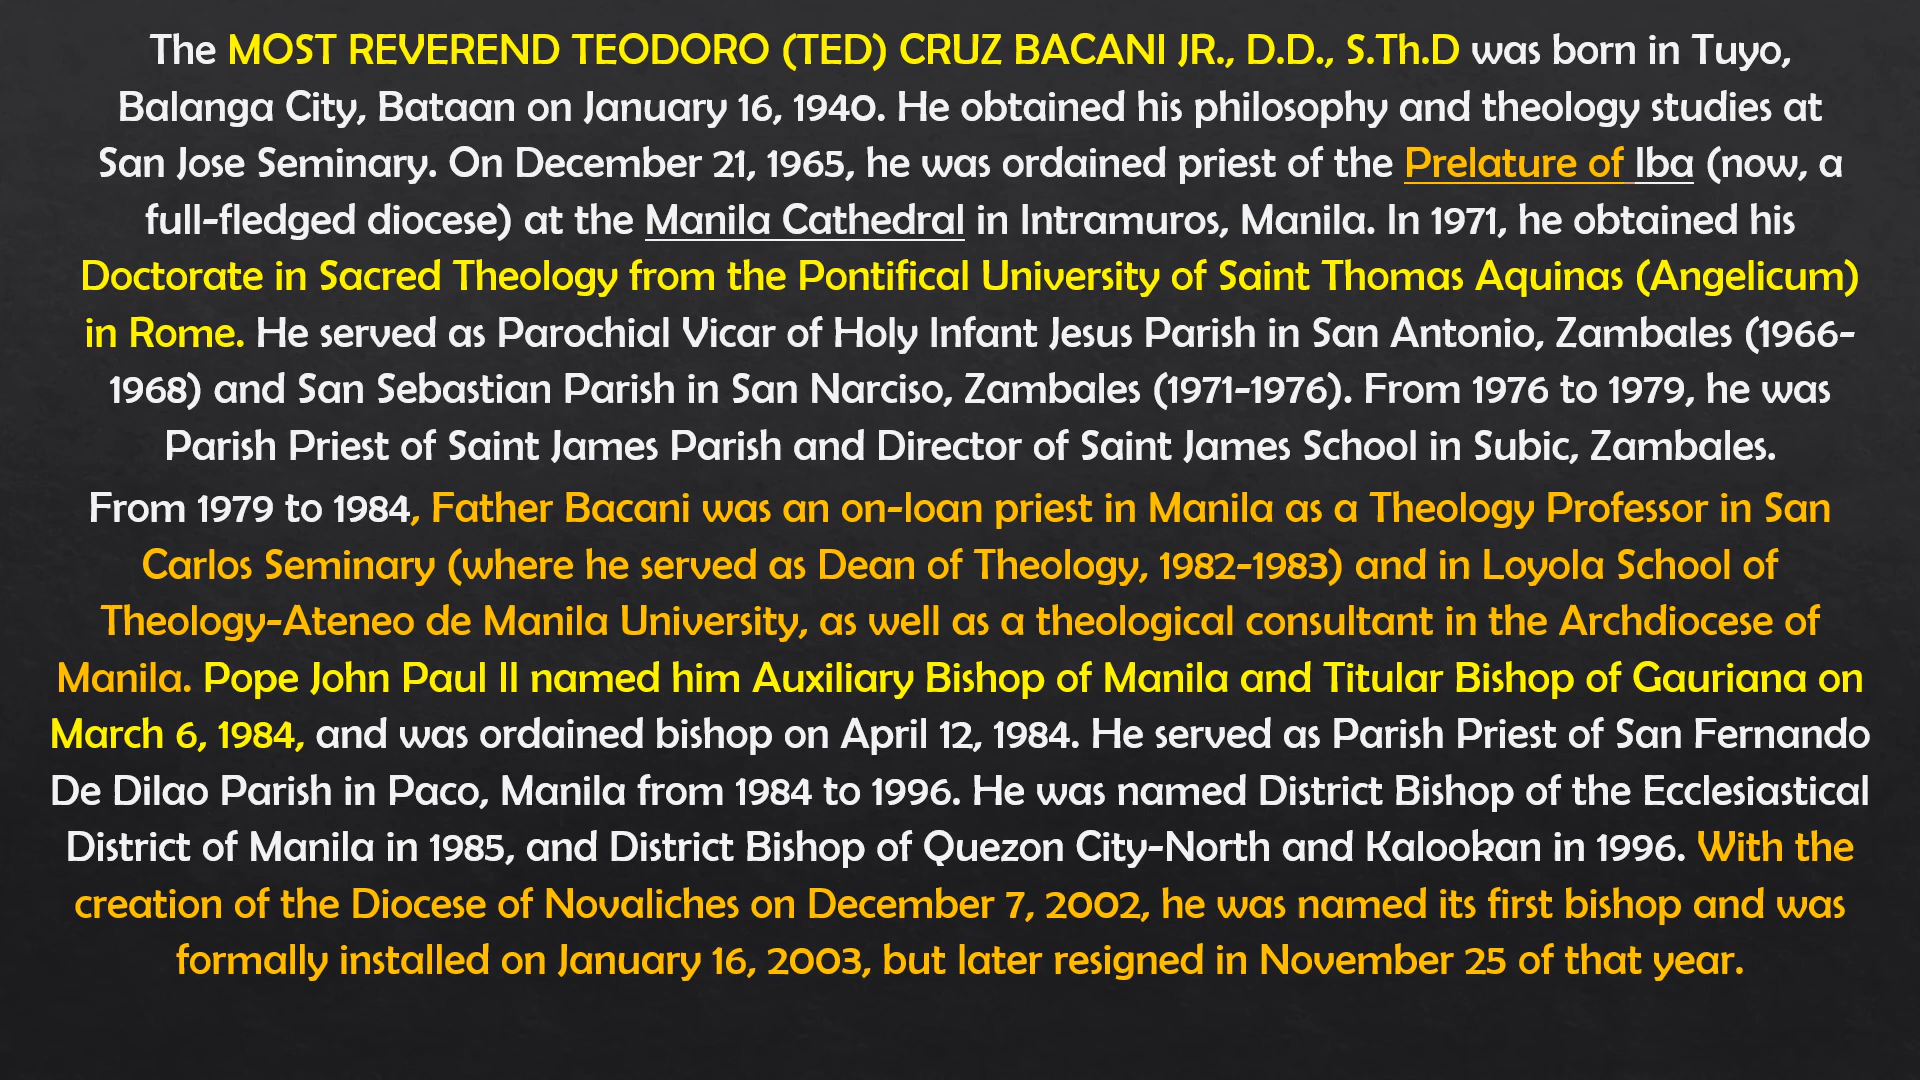 The MOST REVEREND TEODORO (TED) CRUZ BACANI JR., D.D., S.Th.D was born in Tuyo,
Balanga City, Bataan on January 16, 1940. He obtained his philosophy and theology studies at
San Jose Seminary. On December 21, 1965, he was ordained priest of the Prelature of Iba (now, a
full-fledged diocese) at the Manila Cathedral in Intramuros, Manila. In 1971, he obtained his
Doctorate in Sacred Theology from the Pontifical University of Saint Thomas Aquinas (Angelicum)
in Rome. He served as Parochial Vicar of Holy Infant Jesus Parish in San Antonio, Zambales (1966-
1968) and San Sebastian Parish in San Narciso, Zambales (1971-1976). From 1976 to 1979, he was
Parish Priest of Saint James Parish and Director of Saint James School in Subic, Zambales.
From 1979 to 1984, Father Bacani was an on-loan priest in Manila as a Theology Professor in San
Carlos Seminary (where he served as Dean of Theology, 1982-1983) and in Loyola School of
Theology-Ateneo de Manila University, as well as a theological consultant in the Archdiocese of
Manila. Pope John Paul II named him Auxiliary Bishop of Manila and Titular Bishop of Gauriana on
March 6, 1984, and was ordained bishop on April 12, 1984. He served as Parish Priest of San Fernando
De Dilao Parish in Paco, Manila from 1984 to 1996. He was named District Bishop of the Ecclesiastical
District of Manila in 1985, and District Bishop of Quezon City-North and Kalookan in 1996. With the
creation of the Diocese of Novaliches on December 7, 2002, he was named its first bishop and was
formally installed on January 16, 2003, but later resigned in November 25 of that year.